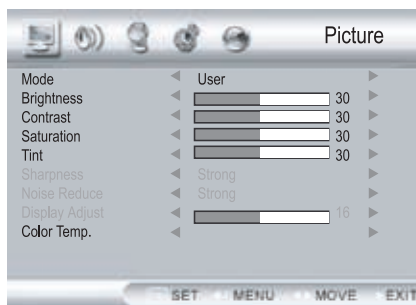 Picture
Mode User
Brightness 30
Contrast 30
Saturation 30
Tint 30
Sharpness Strong
Noise Reduce Strong
Display Adjust 16
Color Temp.
SET MENU MOVE EXIT